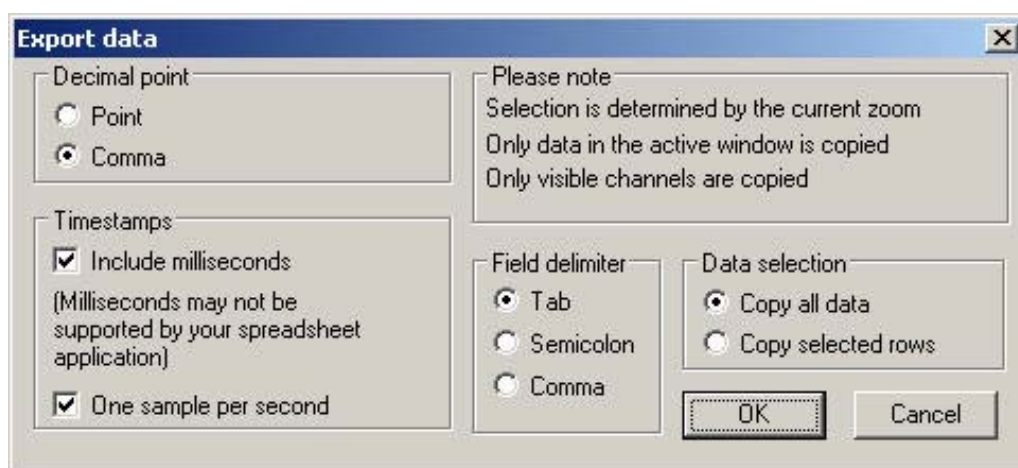 Export data
Decimal point
Point
Comma
Timestamps
Include milliseconds
(Milliseconds may not be
supported by your spreadsheet
application)
One sample per second
Please note
Selection is determined by the current zoom
Only data in the active window is copied
Only visible channels are copied
Field delimiter
Tab
Semicolon
Comma
Data selection
Copy all data
Copy selected rows
OK
Cancel